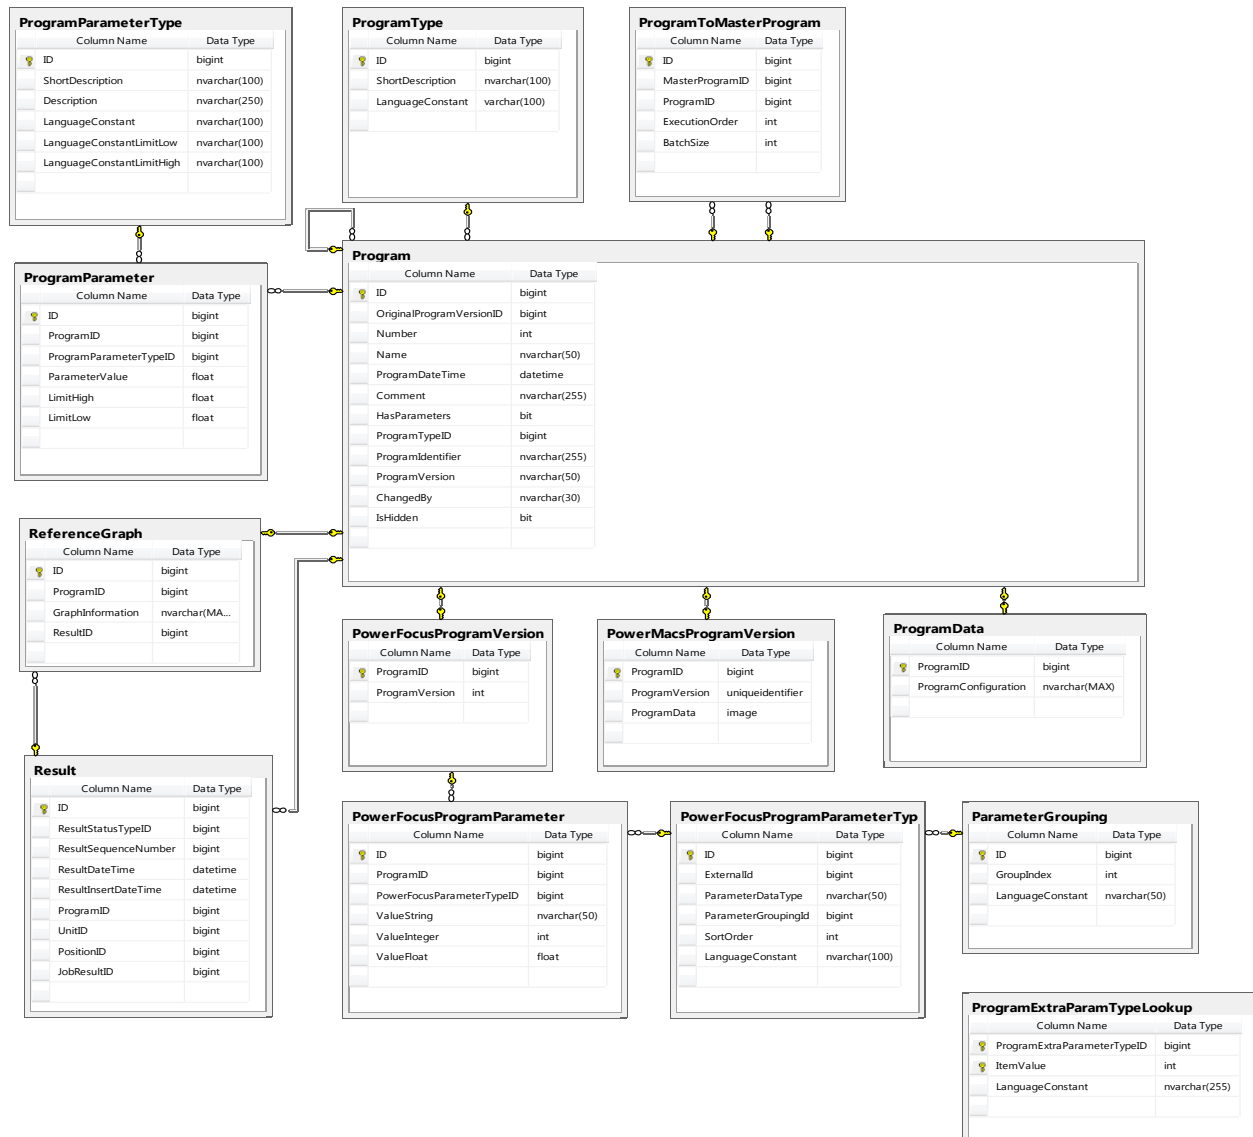 ProgramParameterType
Column Name Data Type
ID bigint
ShortDescription nvarchar(100)
Description nvarchar(250)
LanguageConstant nvarchar(100)
LanguageConstantLimitLow nvarchar(100)
LanguageConstantLimitHigh nvarchar(100)
ProgramType
Column Name Data Type
ID bigint
ShortDescription nvarchar(100)
LanguageConstant varchar(100)
ProgramToMasterProgram
Column Name Data Type
ID bigint
MasterProgramID bigint
ProgramID bigint
ExecutionOrder int
BatchSize int
ProgramParameter
Column Name Data Type
ID bigint
ProgramID bigint
ProgramParameterTypeID bigint
ParameterValue float
LimitHigh float
LimitLow float
Program
Column Name Data Type
ID bigint
OriginalProgramVersionID bigint
Number int
Name nvarchar(50)
ProgramDateTime datetime
Comment nvarchar(255)
HasParameters bit
ProgramTypeID bigint
ProgramIdentifier nvarchar(255)
ProgramVersion nvarchar(50)
ChangedBy nvarchar(30)
IsHidden bit
ReferenceGraph
Column Name Data Type
ID bigint
ProgramID bigint
GraphInformation nvarchar(MA...
ResultID bigint
PowerFocusProgramVersion
Column Name Data Type
ProgramID bigint
ProgramVersion int
PowerMacsProgramVersion
Column Name Data Type
ProgramID bigint
ProgramVersion uniqueidentifier
ProgramData image
ProgramData
Column Name Data Type
ProgramID bigint
ProgramConfiguration nvarchar(MAX)
Result
Column Name Data Type
ID bigint
ResultStatusTypeID bigint
ResultSequenceNumber bigint
ResultDateTime datetime
ResultInsertDateTime datetime
ProgramID bigint
UnitID bigint
PositionID bigint
JobResultID bigint
PowerFocusProgramParameter
Column Name Data Type
ID bigint
ProgramID bigint
PowerFocusParameterTypeID bigint
ValueString nvarchar(50)
ValueInteger int
ValueFloat float
PowerFocusProgramParameterTyp
Column Name Data Type
ID bigint
ExternalId bigint
ParameterDataType nvarchar(50)
ParameterGroupingId bigint
SortOrder int
LanguageConstant nvarchar(100)
ParameterGrouping
Column Name Data Type
ID bigint
GroupIndex int
LanguageConstant nvarchar(50)
ProgramExtraParamTypeLookup
Column Name Data Type
ProgramExtraParameterTypeID bigint
ItemValue int
LanguageConstant nvarchar(255)